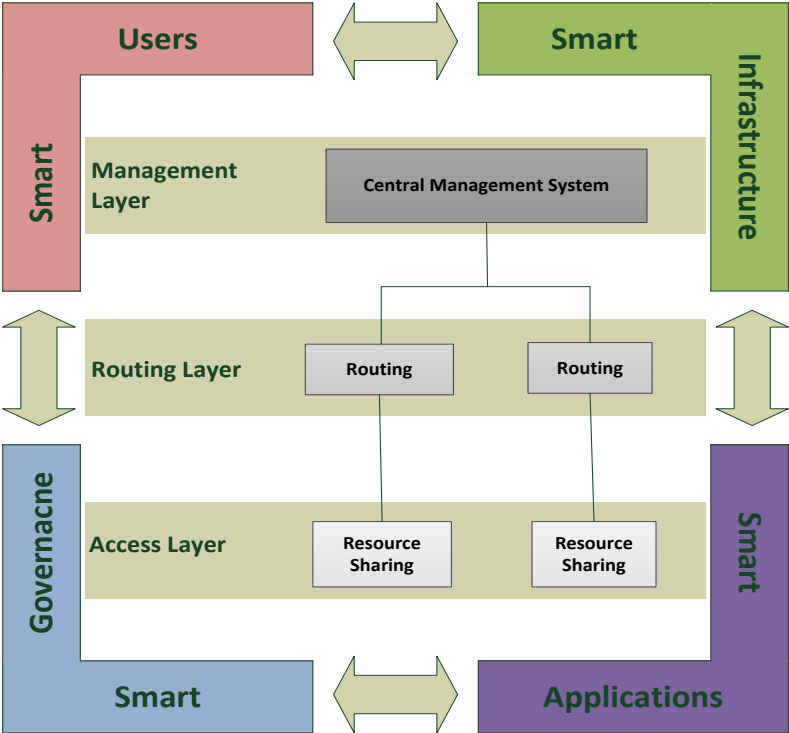 Smart
Users
Smart
Infrastructure
Management
Layer
Central Management System
Routing Layer
Routing
Routing
Access Layer
Resource
Sharing
Resource
Sharing
Governacne
Smart
Smart
Applications